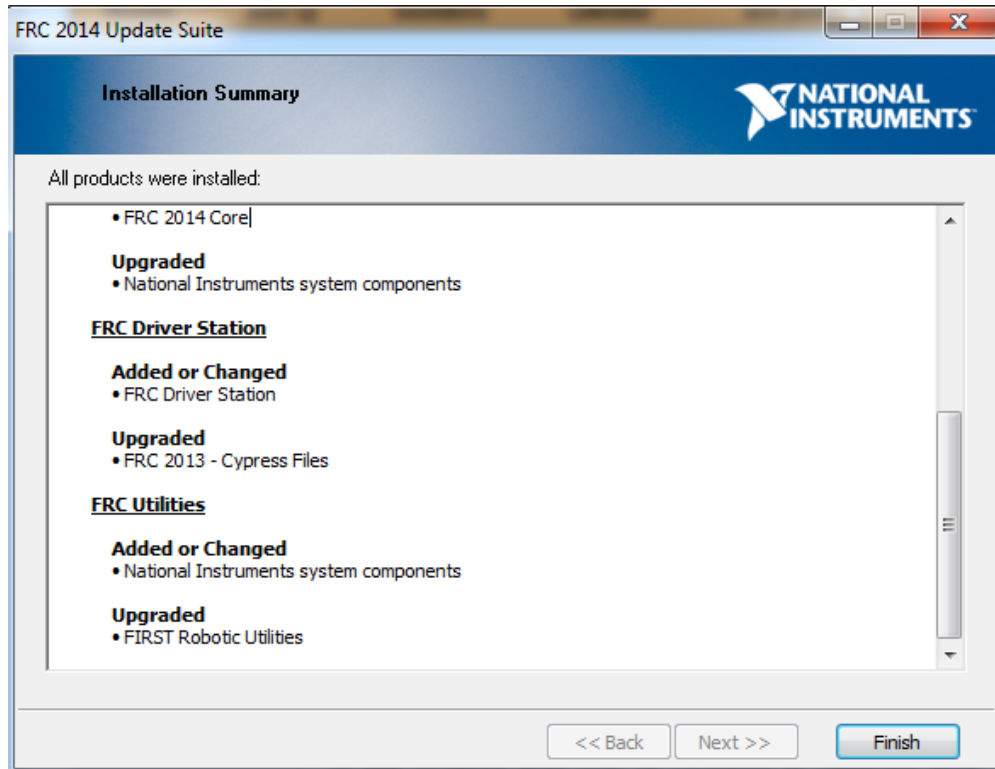 FRC 2014 Update Suite
Installation Summary
NATIONAL
INSTRUMENTS
All products were installed:
• FRC 2014 Core
Upgraded
• National Instruments system components
FRC Driver Station
Added or Changed
• FRC Driver Station
Upgraded
• FRC 2013 - Cypress Files
FRC Utilities
Added or Changed
• National Instruments system components
Upgraded
• FIRST Robotic Utilities
<< Back
Next >>
Finish